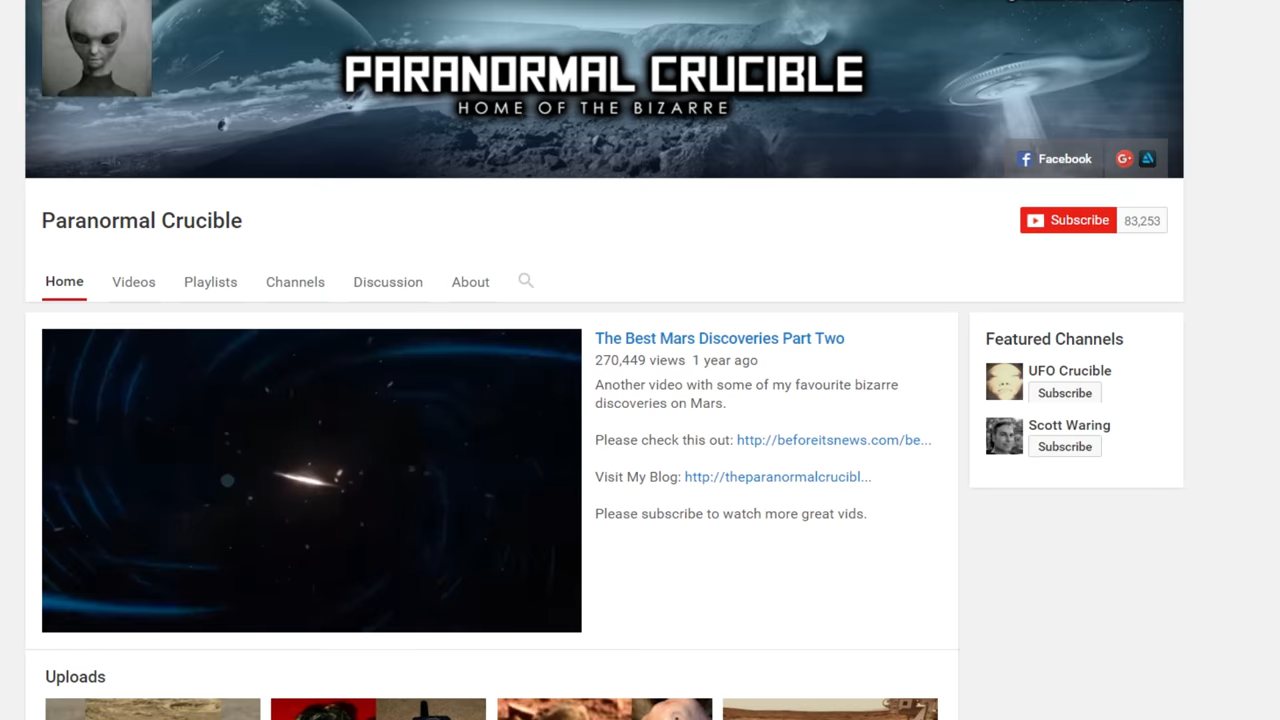 PARANORMAL CRUCIBLE
HOME OF THE BIZARRE
Facebook
G+
Paranormal Crucible
Subscribe 83,253
Home Videos Playlists Channels Discussion About
The Best Mars Discoveries Part Two
270,449 views 1 year ago
Another video with some of my favourite bizarre
discoveries on Mars.
Please check this out: http://beforeitsnews.com/be...
Visit My Blog: http://theparanormalcrucibl...
Please subscribe to watch more great vids.
Featured Channels
UFO Crucible
Subscribe
Scott Waring
Subscribe
Uploads